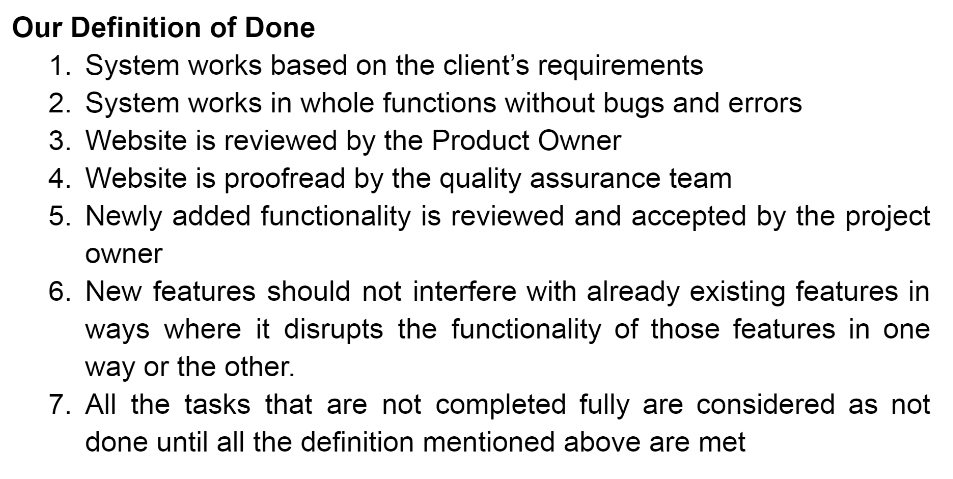 Our Definition of Done
1. System works based on the client’s requirements
2. System works in whole functions without bugs and errors
3. Website is reviewed by the Product Owner
4. Website is proofread by the quality assurance team
5. Newly added functionality is reviewed and accepted by the project
owner
6. New features should not interfere with already existing features in
ways where it disrupts the functionality of those features in one
way or the other.
7. All the tasks that are not completed fully are considered as not
done until all the definition mentioned above are met